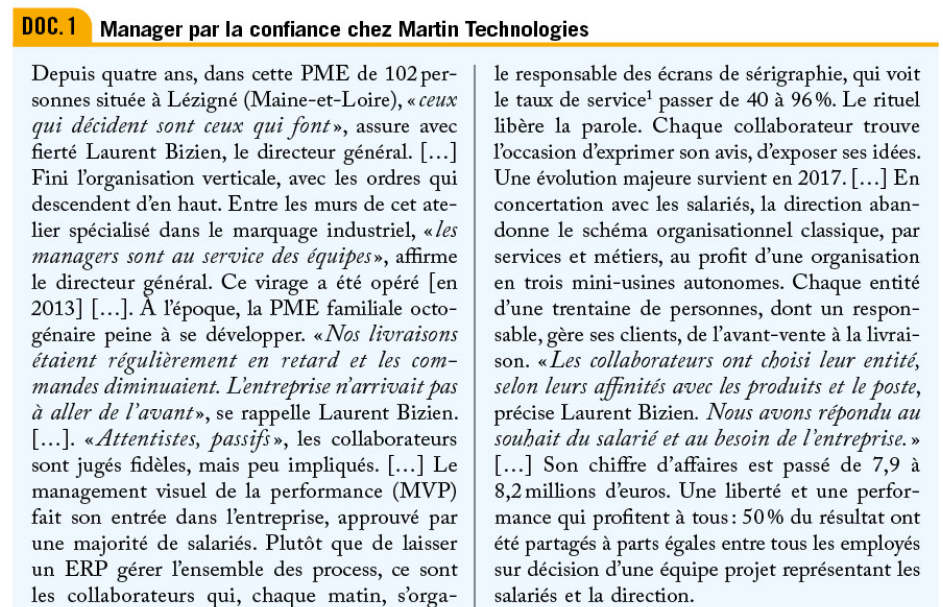 DOC. 1 Manager par la confiance chez Martin Technologies
Depuis quatre ans, dans cette PME de 102 per-
sonnes située à Lézigné (Maine-et-Loire), « ceux
qui décident sont ceux qui font », assure avec
fierté Laurent Bizien, le directeur général. […]
Fini l’organisation verticale, avec les ordres qui
descendent d’en haut. Entre les murs de cet ate-
lier spécialisé dans le marquage industriel, « les
managers sont au service des équipes », affirme
le directeur général. Ce virage a été opéré [en
2013] […]. À l’époque, la PME familiale octo-
génaire peine à se développer. « Nos livraisons
étaient régulièrement en retard et les com-
mandes diminuaient. L’entreprise n’arrivait pas
à aller de l’avant », se rappelle Laurent Bizien.
[…]. « Attentistes, passifs », les collaborateurs
sont jugés fidèles, mais peu impliqués. […] Le
management visuel de la performance (MVP)
fait son entrée dans l’entreprise, approuvé par
une majorité de salariés. Plutôt que de laisser
un ERP gérer l’ensemble des process, ce sont
les collaborateurs qui, chaque matin, s’orga-
le responsable des écrans de sérigraphie, qui voit
le taux de service¹ passer de 40 à 96 %. Le rituel
libère la parole. Chaque collaborateur trouve
l’occasion d’exprimer son avis, d’exposer ses idées.
Une évolution majeure survient en 2017. […] En
concertation avec les salariés, la direction aban-
donne le schéma organisationnel classique, par
services et métiers, au profit d’une organisation
en trois mini-usines autonomes. Chaque entité
d’une trentaine de personnes, dont un respon-
sable, gère ses clients, de l’avant-vente à la livrai-
son. « Les collaborateurs ont choisi leur entité,
selon leurs affinités avec les produits et le poste,
précise Laurent Bizien. Nous avons répondu au
souhait du salarié et au besoin de l’entreprise. »
[…] Son chiffre d’affaires est passé de 7,9 à
8,2 millions d’euros. Une liberté et une perfor-
mance qui profitent à tous : 50 % du résultat ont
été partagés à parts égales entre tous les employés
sur décision d’une équipe projet représentant les
salariés et la direction.